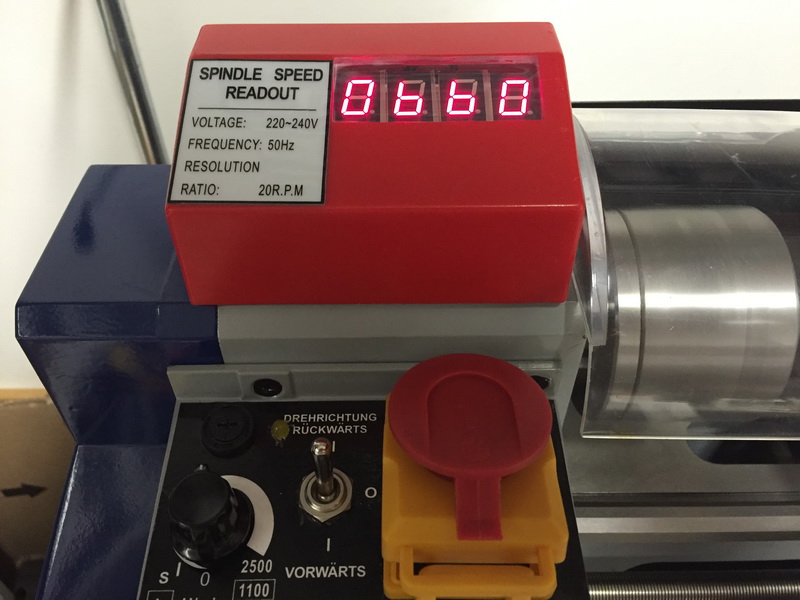 SPINDLE SPEED
READOUT
VOLTAGE: 220~240V
FREQUENCY: 50Hz
RESOLUTION
RATIO: 20R.P.M
0660
DREHRICHTUNG
RÜCKWÄRTS
I
O
I
VORWÄRTS
S
0
2500
1100